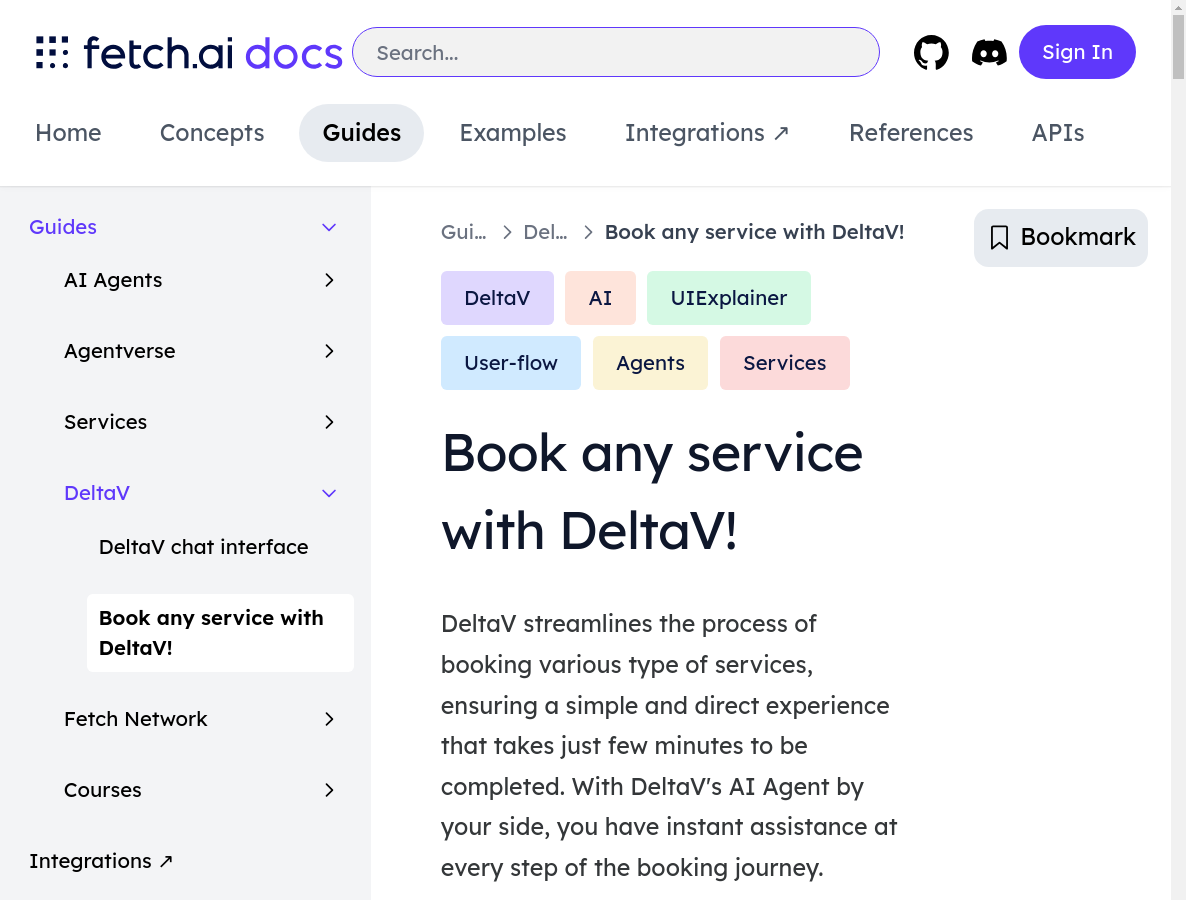 fetch.ai docs
Search...
Sign In
Home
Concepts
Guides
Examples
Integrations ↗
References
APIs
Guides
AI Agents
Agentverse
Services
DeltaV
DeltaV chat interface
Book any service with
DeltaV!
Fetch Network
Courses
Integrations ↗
Gui... > Del... > Book any service with DeltaV!
Bookmark
DeltaV
AI
UIExplainer
User-flow
Agents
Services
Book any service
with DeltaV!
DeltaV streamlines the process of
booking various type of services,
ensuring a simple and direct experience
that takes just few minutes to be
completed. With DeltaV's AI Agent by
your side, you have instant assistance at
every step of the booking journey.